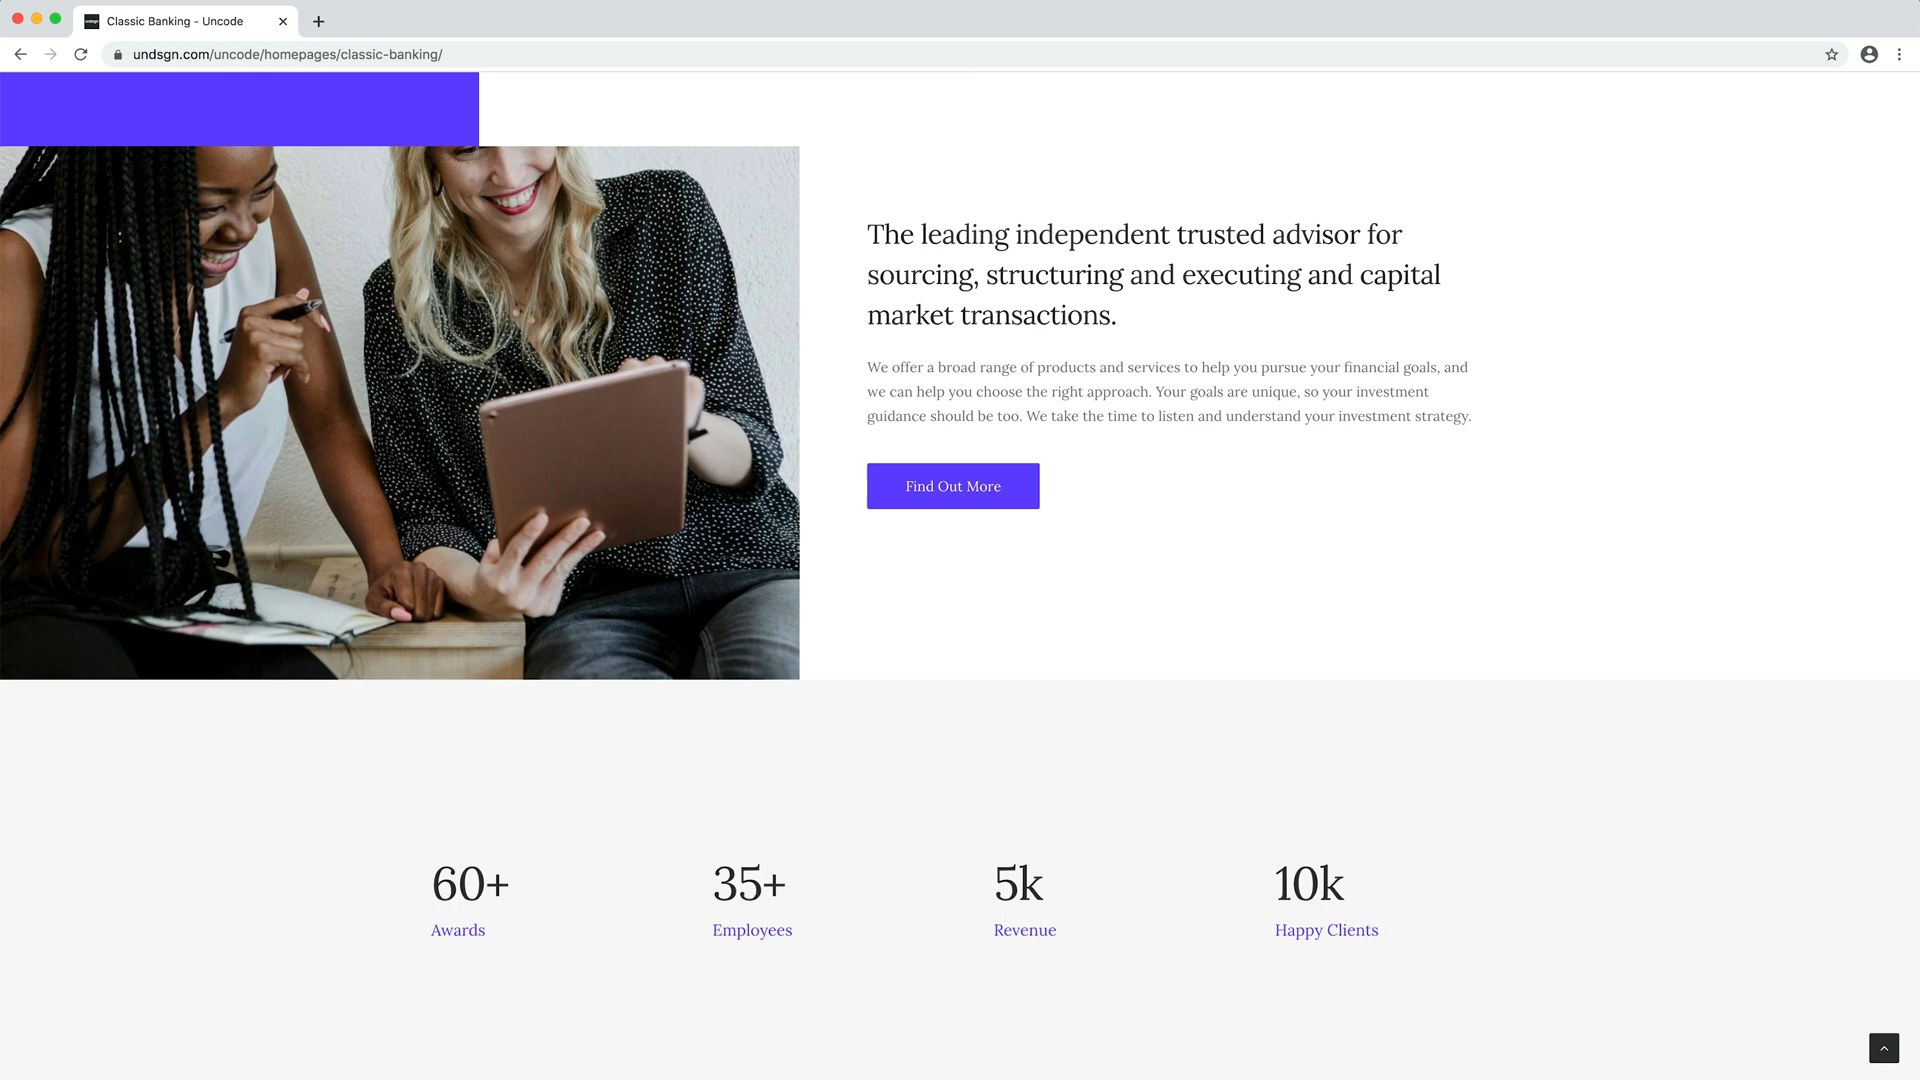 Classic Banking - Uncode
undsgn.com/uncode/homepages/classic-banking/
The leading independent trusted advisor for
sourcing, structuring and executing and capital
market transactions.
We offer a broad range of products and services to help you pursue your financial goals, and
we can help you choose the right approach. Your goals are unique, so your investment
guidance should be too. We take the time to listen and understand your investment strategy.
Find Out More
60+
Awards
35+
Employees
5k
Revenue
10k
Happy Clients